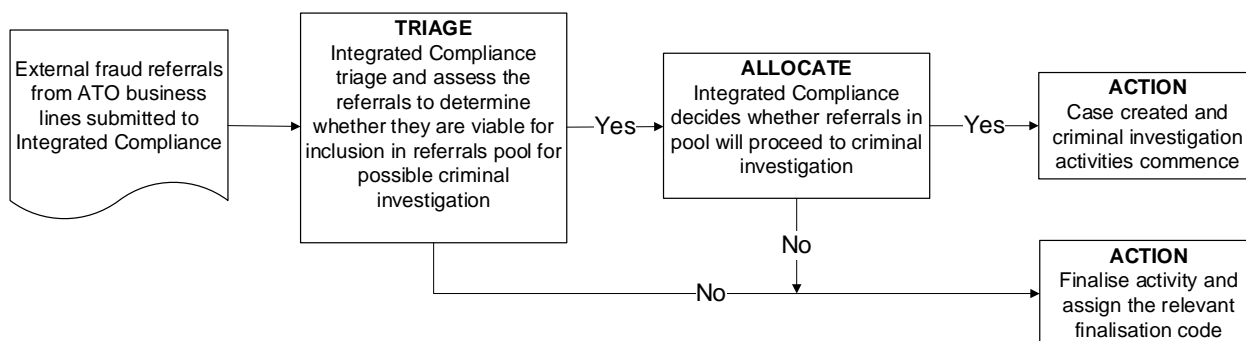 External fraud referrals
from ATO business
lines submitted to
Integrated Compliance
TRIAGE
Integrated Compliance
triage and assess the
referrals to determine
whether they are viable for
inclusion in referrals pool for
possible criminal
investigation
Yes
ALLOCATE
Integrated Compliance
decides whether referrals in
pool will proceed to criminal
investigation
Yes
ACTION
Case created and
criminal investigation
activities commence
No
No
ACTION
Finalise activity and
assign the relevant
finalisation code